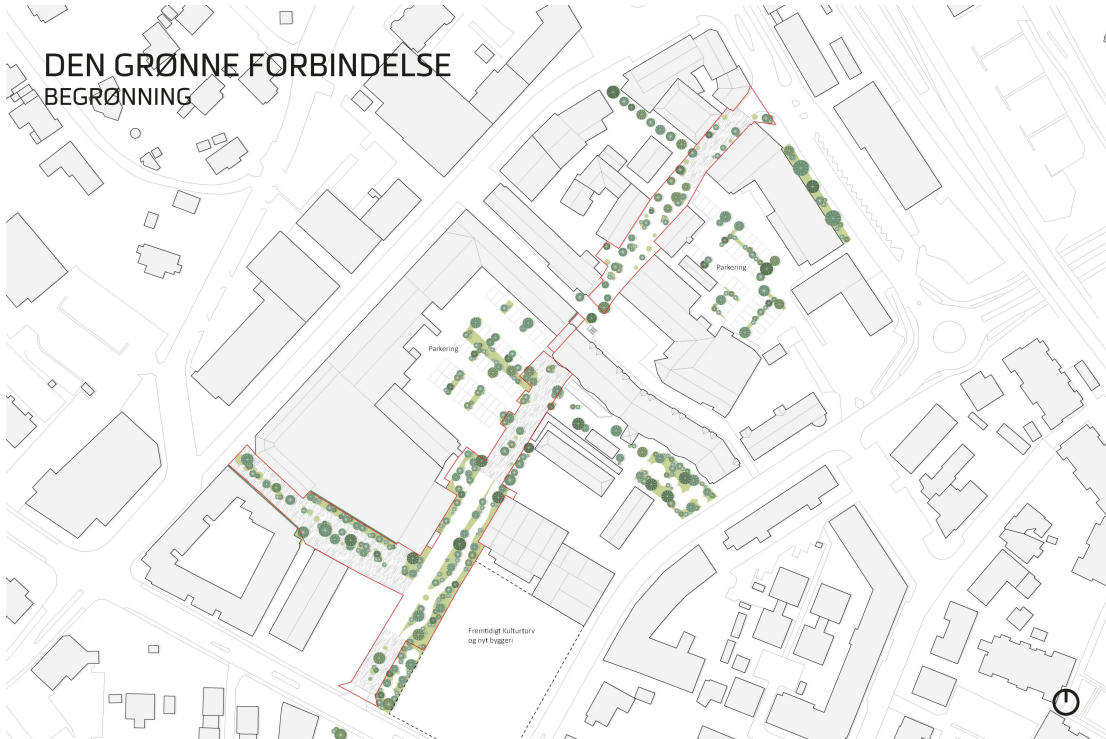 DEN GRØNNE FORBINDELSE
BEGRØNNING
Parkering
Parkering
Fremtidigt Kulturtorv
og nyt byggeri